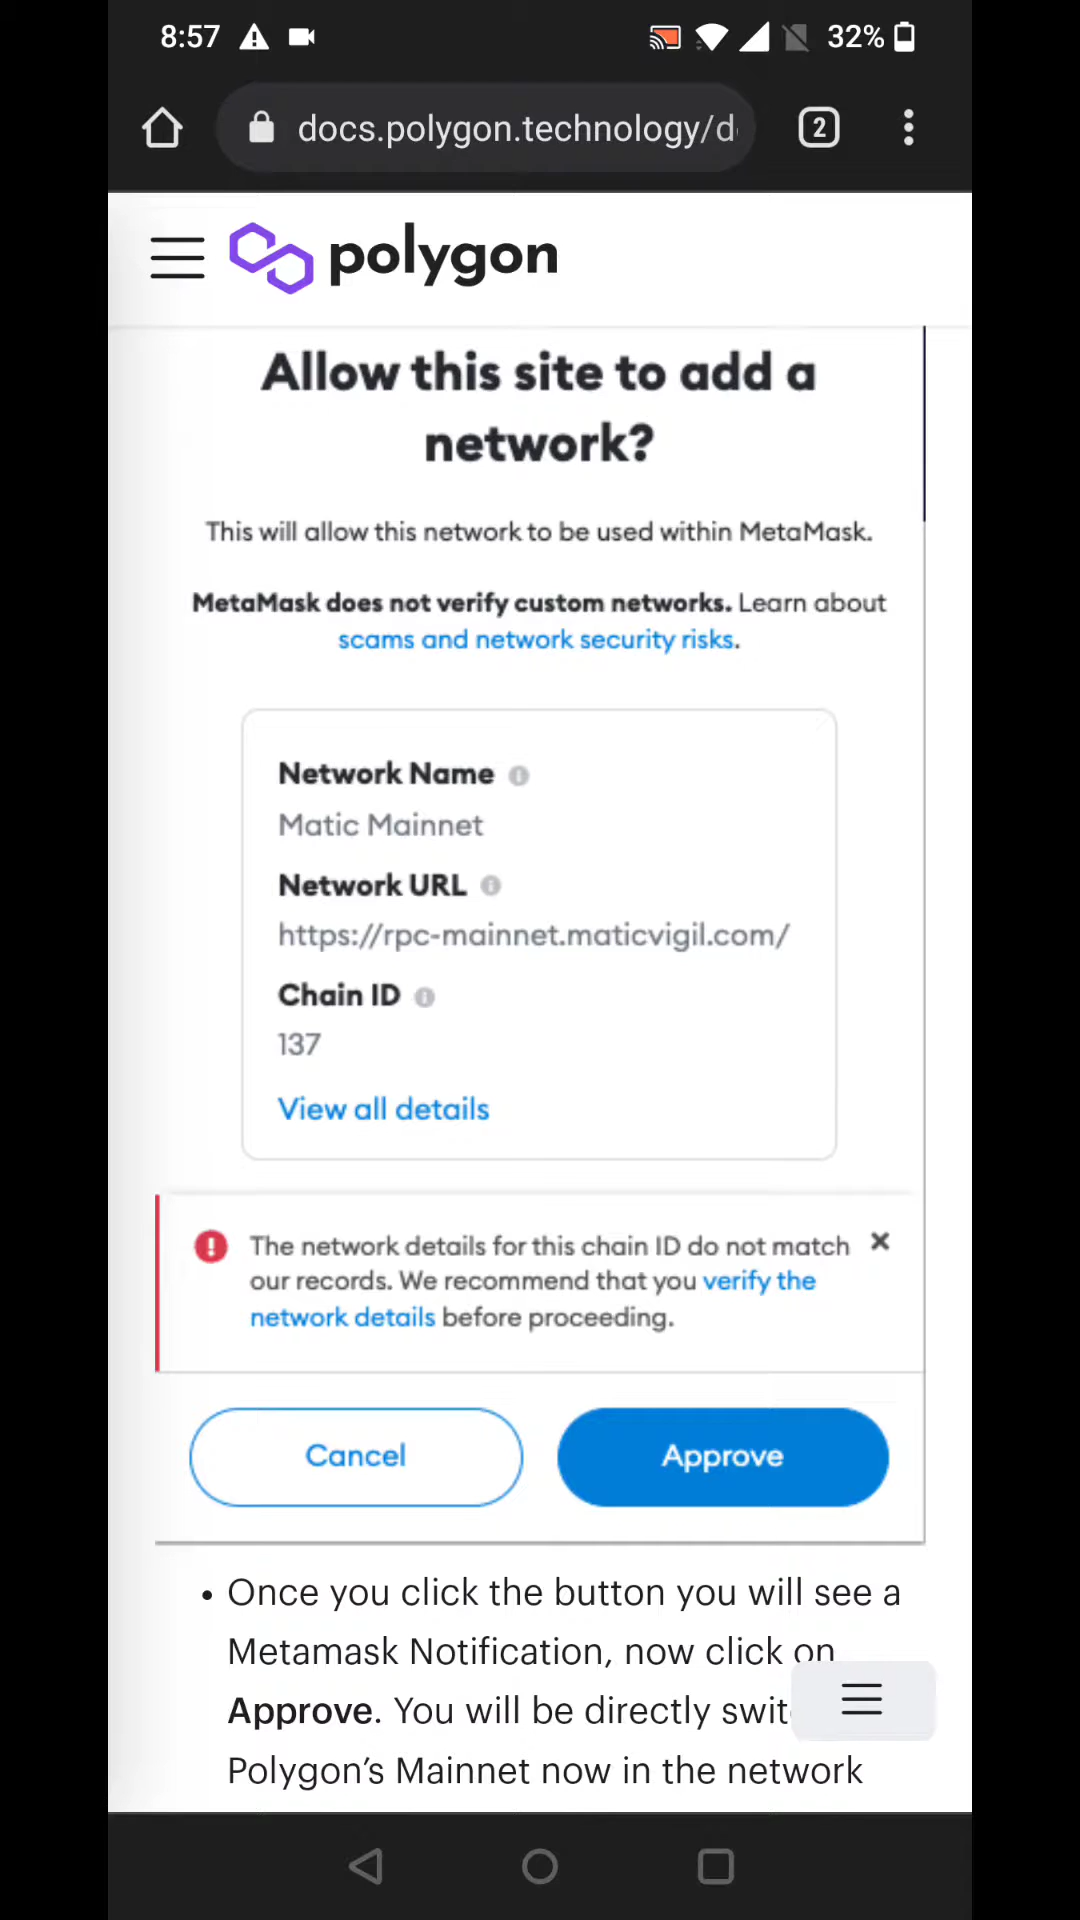 8:57
32%
docs.polygon.technology/d
2
polygon
Allow this site to add a
network?
This will allow this network to be used within MetaMask.
MetaMask does not verify custom networks. Learn about
scams and network security risks.
Network Name
Matic Mainnet
Network URL
https://rpc-mainnet.maticvigil.com/
Chain ID
137
View all details
The network details for this chain ID do not match
our records. We recommend that you verify the
network details before proceeding.
Cancel
Approve
• Once you click the button you will see a
Metamask Notification, now click on
Approve. You will be directly swit
Polygon’s Mainnet now in the network